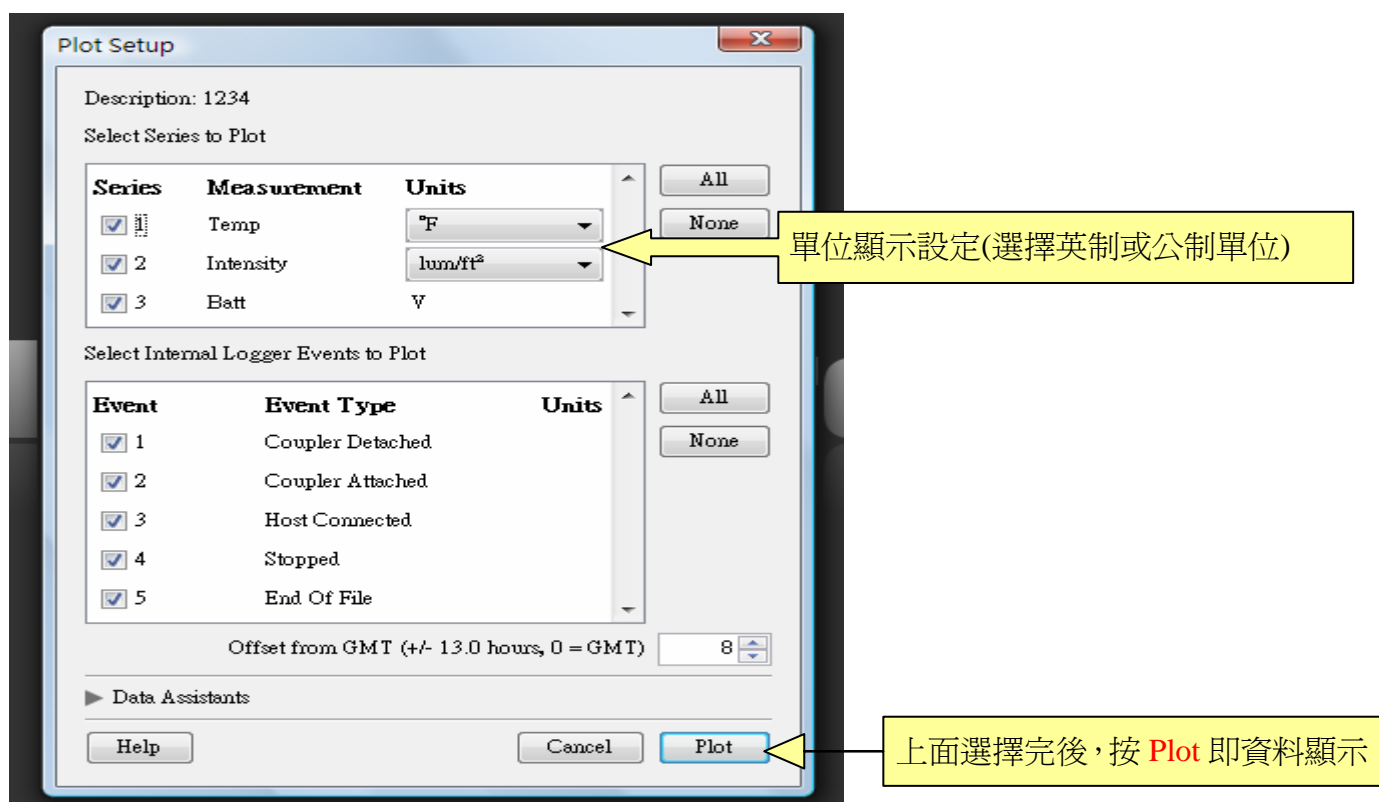 Plot Setup
Description: 1234
Select Series to Plot
Series Measurement Units
1 Temp °F
2 Intensity lum/ft²
3 Batt V
All
None
單位顯示設定(選擇英制或公制單位)
Select Internal Logger Events to Plot
Event Event Type Units
1 Coupler Detached
2 Coupler Attached
3 Host Connected
4 Stopped
5 End Of File
All
None
Offset from GMT (+/- 13.0 hours, 0 = GMT) 8
Data Assistants
Help Cancel Plot
上面選擇完後，按 Plot 即資料顯示